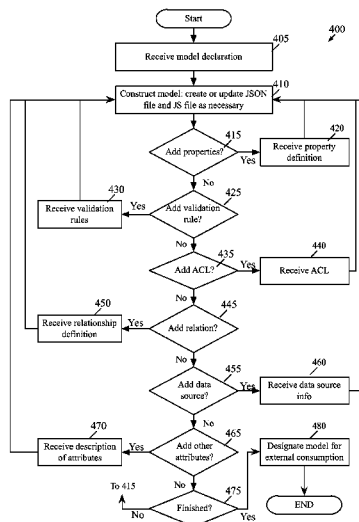 Start
400
405
Receive model declaration
410
Construct model: create or update JSON
file and JS file as necessary
415
Add properties?
Yes
420
Receive property
definition
No
425
Add validation
rule?
Yes
430
Receive validation
rules
No
435
Add ACL?
Yes
440
Receive ACL
No
445
Add relation?
Yes
450
Receive relationship
definition
No
455
Add data
source?
Yes
460
Receive data source
info
No
465
Add other
attributes?
Yes
470
Receive description
of attributes
No
475
Finished?
Yes
480
Designate model for
external consumption
To 415
No
END